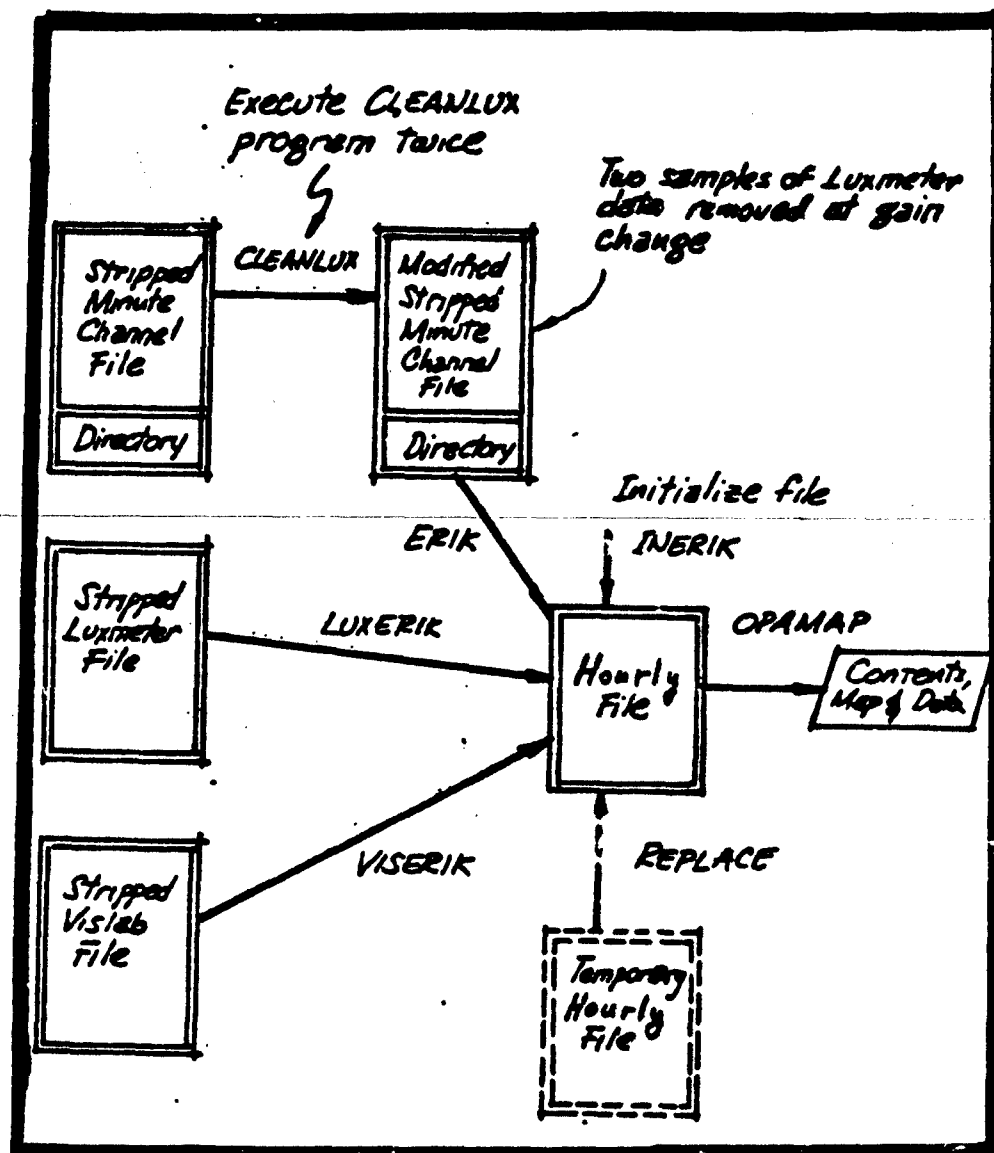 Execute CLEANLUX
program twice
Two samples of Luxmeter
data removed at gain
change
Stripped
Minute
Channel
File
Directory
CLEANLUX
Modified
Stripped
Minute
Channel
File
Directory
Initialize file
ERIK
INERIK
Stripped
Luxmeter
File
LUXERIK
OPAMAP
Hourly
File
Contents,
Map & Data
Stripped
Vislab
File
VISERIK
REPLACE
Temporary
Hourly
File